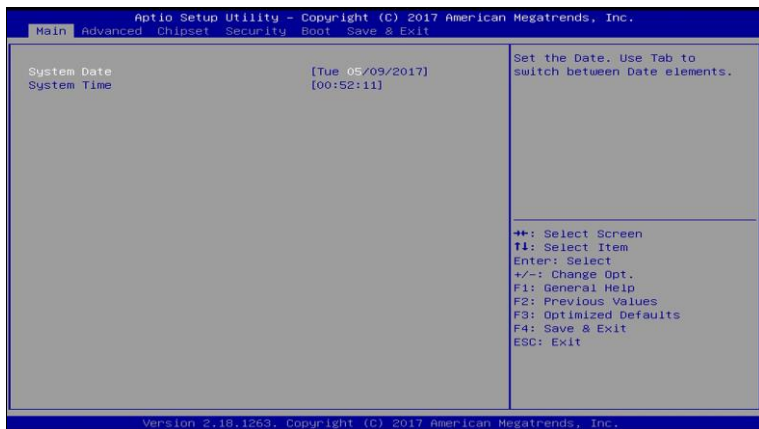 Aptio Setup Utility – Copyright (C) 2017 American Megatrends, Inc.
Main Advanced Chipset Security Boot Save & Exit
System Date [Tue 05/09/2017]
System Time [00:52:11]
Set the Date. Use Tab to
switch between Date elements.
→←: Select Screen
↑↓: Select Item
Enter: Select
+/-: Change Opt.
F1: General Help
F2: Previous Values
F3: Optimized Defaults
F4: Save & Exit
ESC: Exit
Version 2.18.1263. Copyright (C) 2017 American Megatrends, Inc.